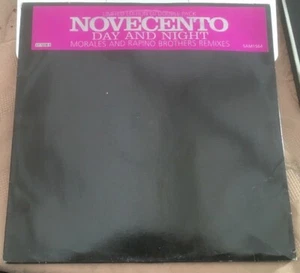 NOVECENTO
DAY AND NIGHT
MORALES AND RAPINO BROTHERS REMIXES